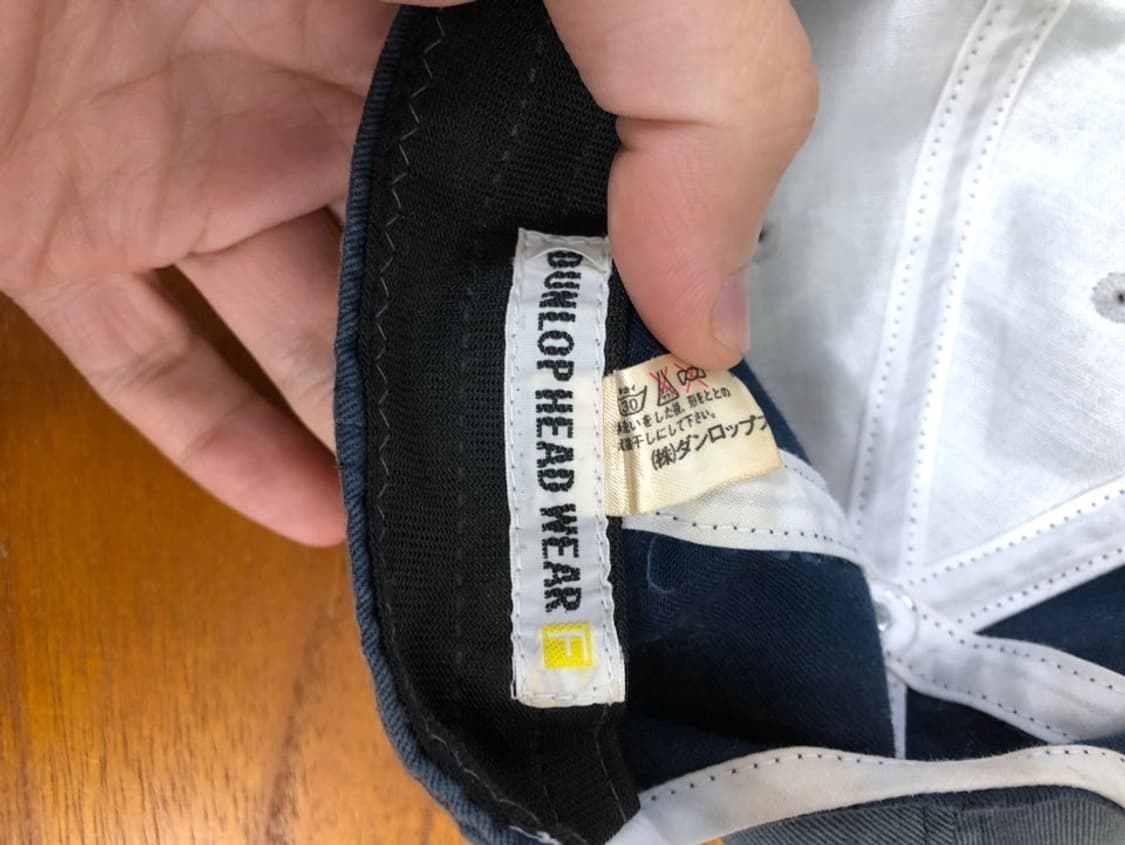 DUNLOP HEAD WEAR
F
30
いをした後、形をととの
干しにして下さい。
(株)ダンロップ